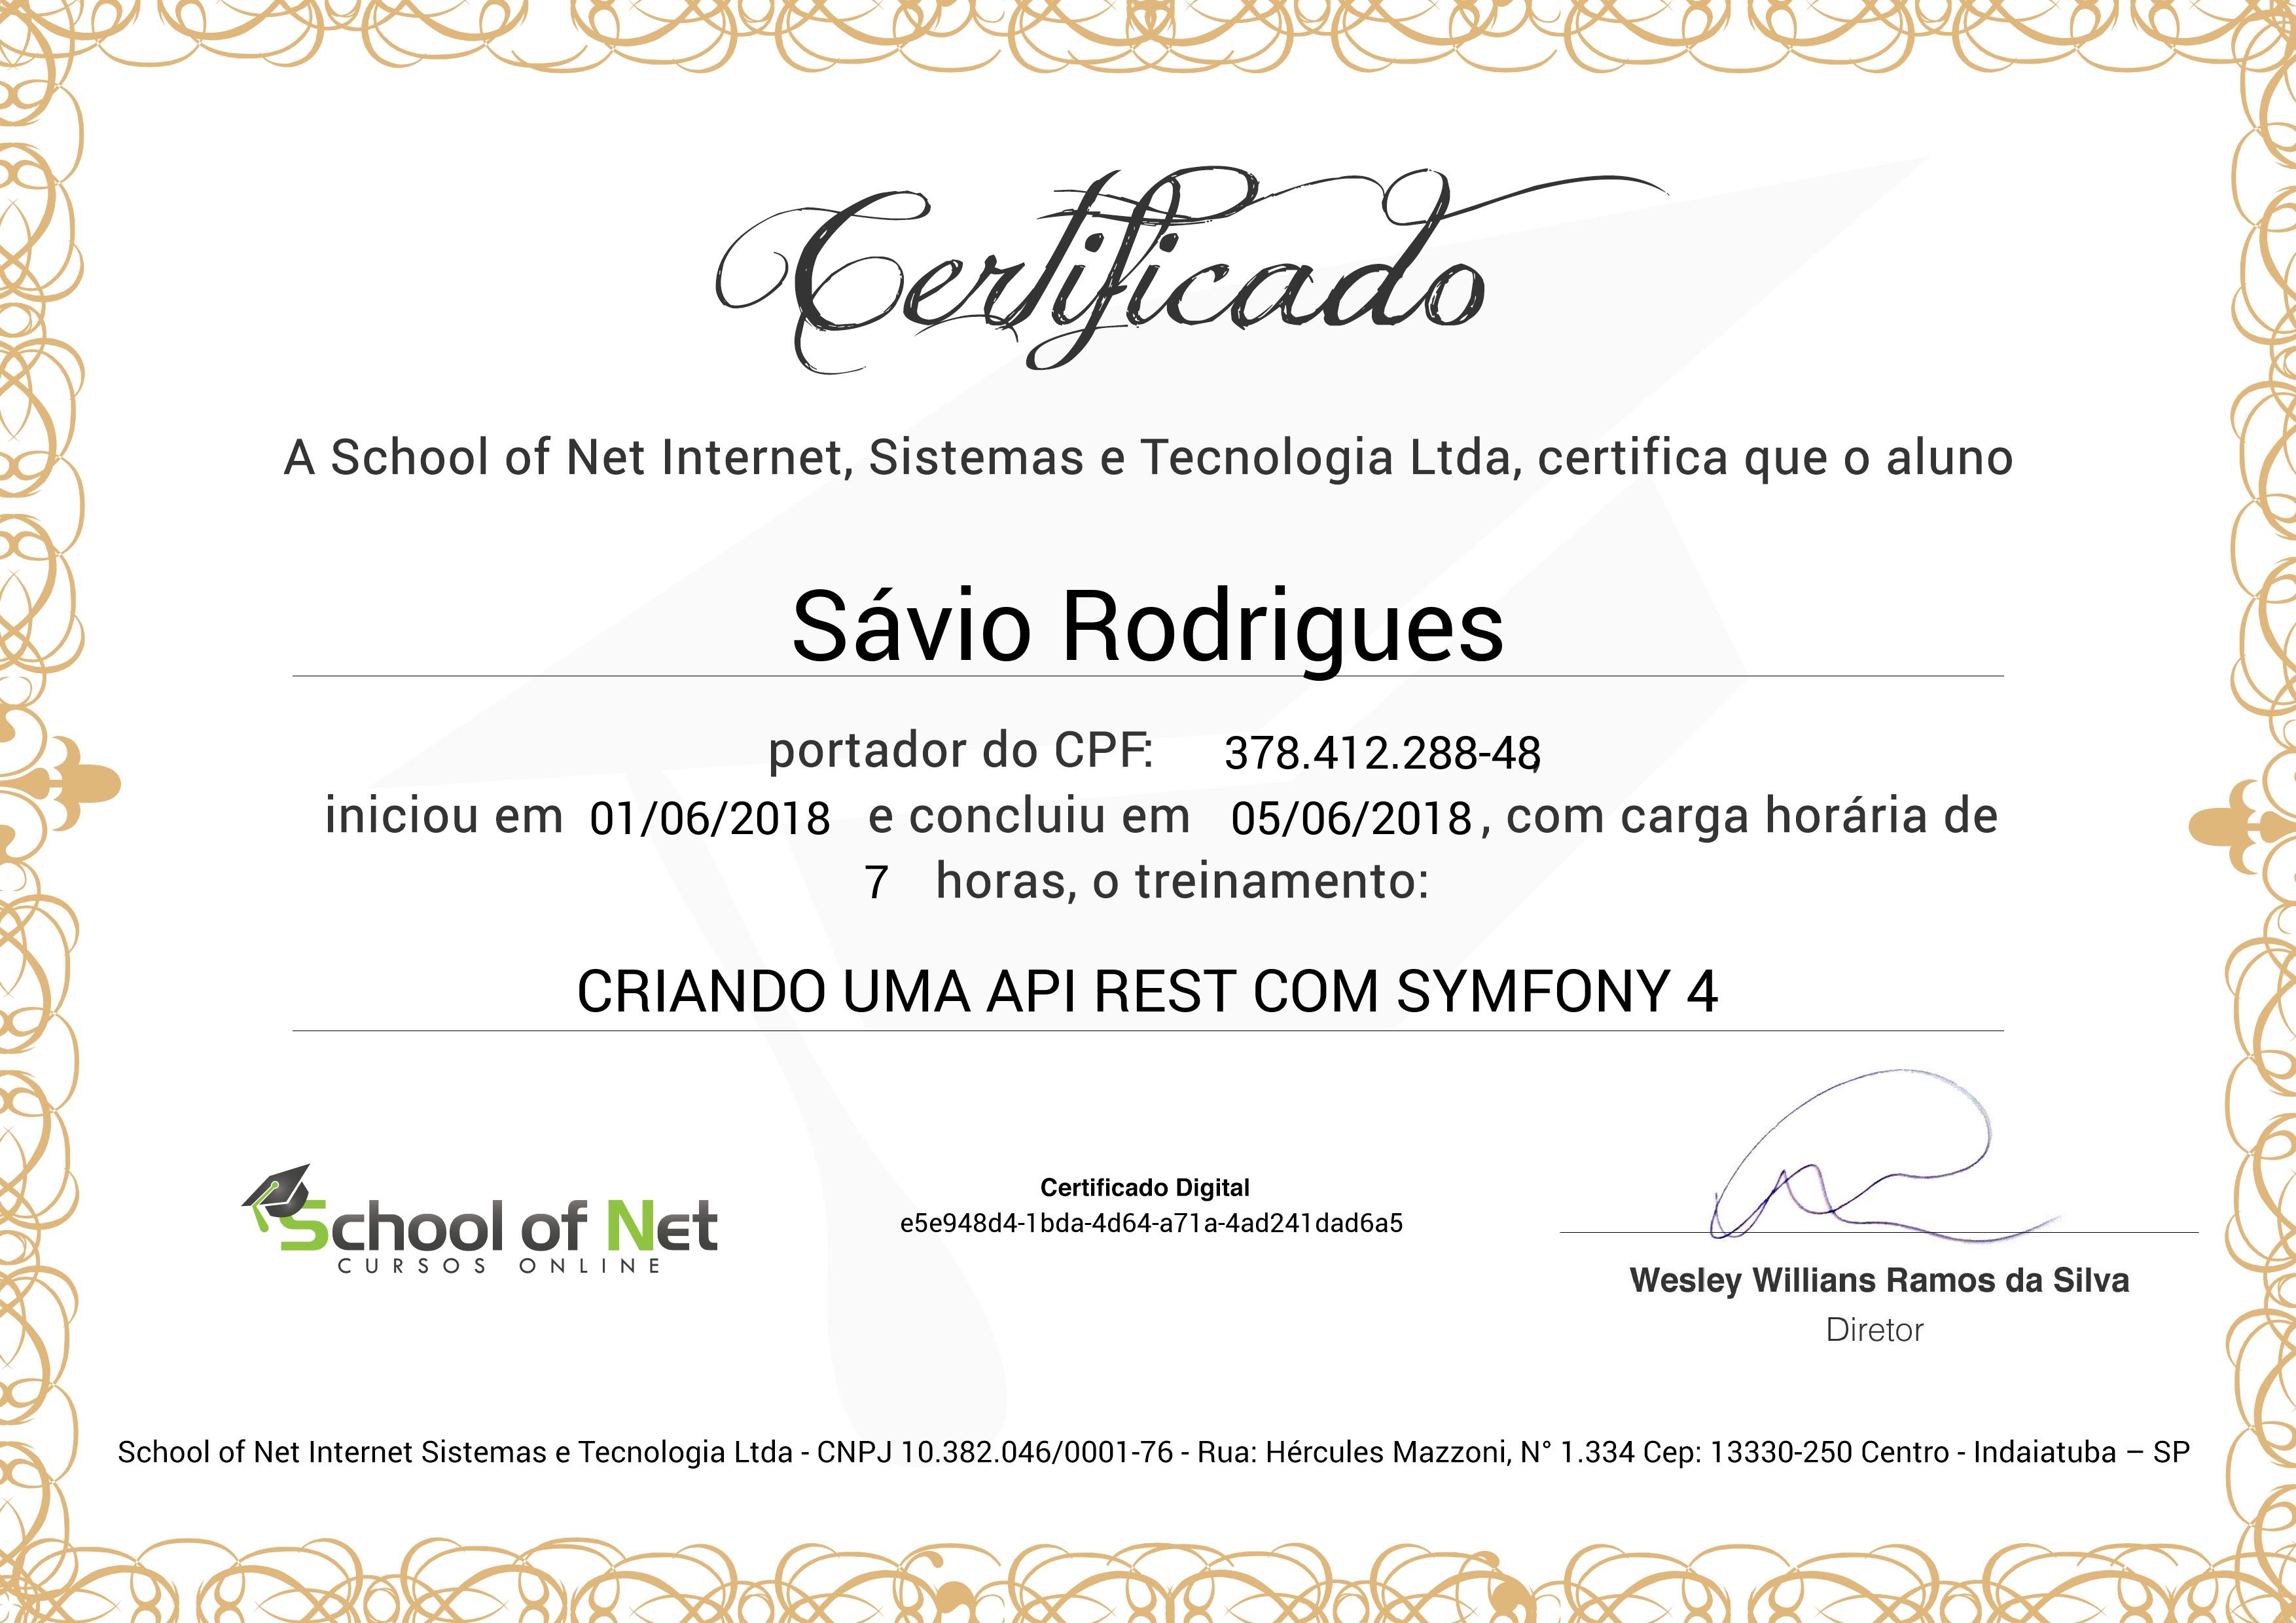 Certificado
A School of Net Internet, Sistemas e Tecnologia Ltda, certifica que o aluno
Sávio Rodrigues
portador do CPF: 378.412.288-48,
iniciou em 01/06/2018 e concluiu em 05/06/2018, com carga horária de
7 horas, o treinamento:
CRIANDO UMA API REST COM SYMFONY 4
School of Net
CURSOS ONLINE
Certificado Digital
e5e948d4-1bda-4d64-a71a-4ad241dad6a5
Wesley Willians Ramos da Silva
Diretor
School of Net Internet Sistemas e Tecnologia Ltda - CNPJ 10.382.046/0001-76 - Rua: Hércules Mazzoni, N° 1.334 Cep: 13330-250 Centro - Indaiatuba – SP